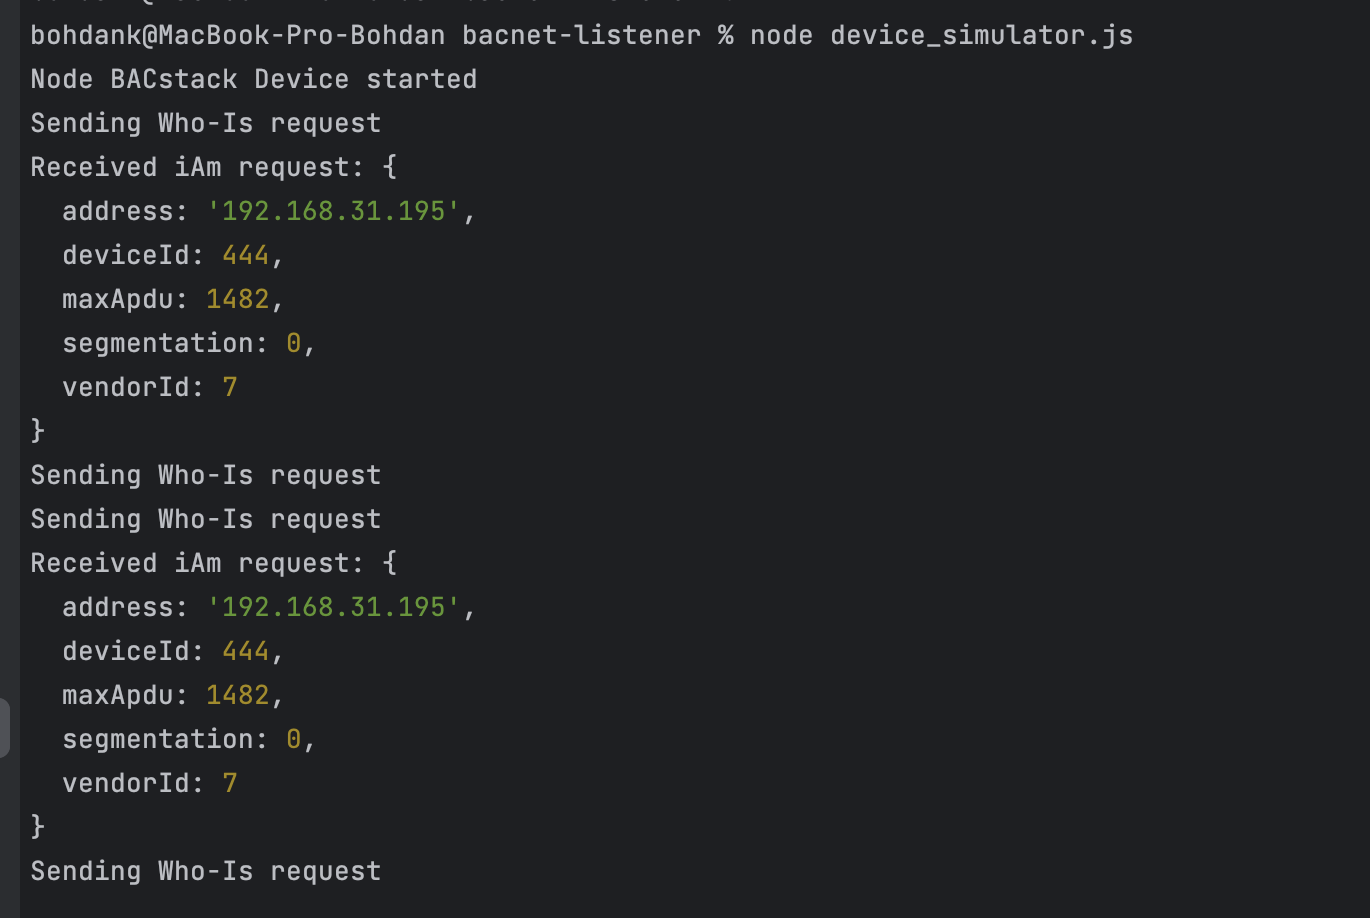 bohdank@MacBook-Pro-Bohdan bacnet-listener % node device_simulator.js
Node BACstack Device started
Sending Who-Is request
Received iAm request: {
  address: '192.168.31.195',
  deviceId: 444,
  maxApdu: 1482,
  segmentation: 0,
  vendorId: 7
}
Sending Who-Is request
Sending Who-Is request
Received iAm request: {
  address: '192.168.31.195',
  deviceId: 444,
  maxApdu: 1482,
  segmentation: 0,
  vendorId: 7
}
Sending Who-Is request